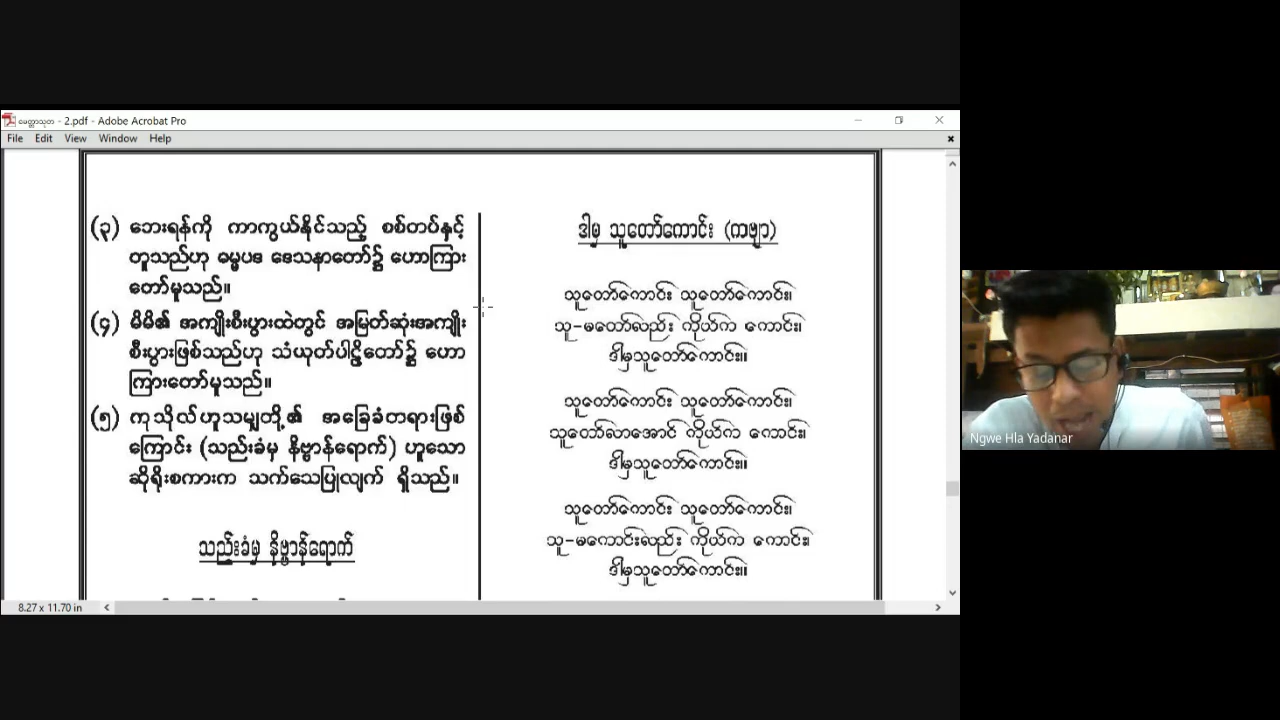 မေတ္တာသုတ - 2.pdf - Adobe Acrobat Pro
File Edit View Window Help
(၃) ဘေးရန်ကို ကာကွယ်နိုင်သည့် စစ်တပ်နှင့်
တူသည်ဟု ဓမ္မပဒ ဒေသနာတော်၌ ဟောကြား
တော်မူသည်။
(၄) မိမိ၏ အကျိုးစီးပွားထဲတွင် အမြတ်ဆုံးအကျိုး
စီးပွားဖြစ်သည်ဟု သံယုတ်ပါဠိတော်၌ ဟော
ကြားတော်မူသည်။
(၅) ကုသိုလ်ဟူသမျှတို့၏ အခြေခံတရားဖြစ်
ကြောင်း (သည်းခံမှ နိဗ္ဗာန်ရောက်) ဟူသော
ဆိုရိုးစကားက သက်သေပြုလျက် ရှိသည်။
သည်းခံမှ နိဗ္ဗာန်ရောက်
ဒါမှ သူတော်ကောင်း (ကဗျာ)
သူတော်ကောင်း သူတော်ကောင်း၊
သူ-မတော်လည်း ကိုယ်က ကောင်း၊
ဒါမှသူတော်ကောင်း။
သူတော်ကောင်း သူတော်ကောင်း၊
သူတော်လာအောင် ကိုယ်က ကောင်း၊
ဒါမှသူတော်ကောင်း။
သူတော်ကောင်း သူတော်ကောင်း၊
သူ-မကောင်းလည်း ကိုယ်က ကောင်း၊
ဒါမှသူတော်ကောင်း။
8.27 x 11.70 in
Ngwe Hla Yadanar